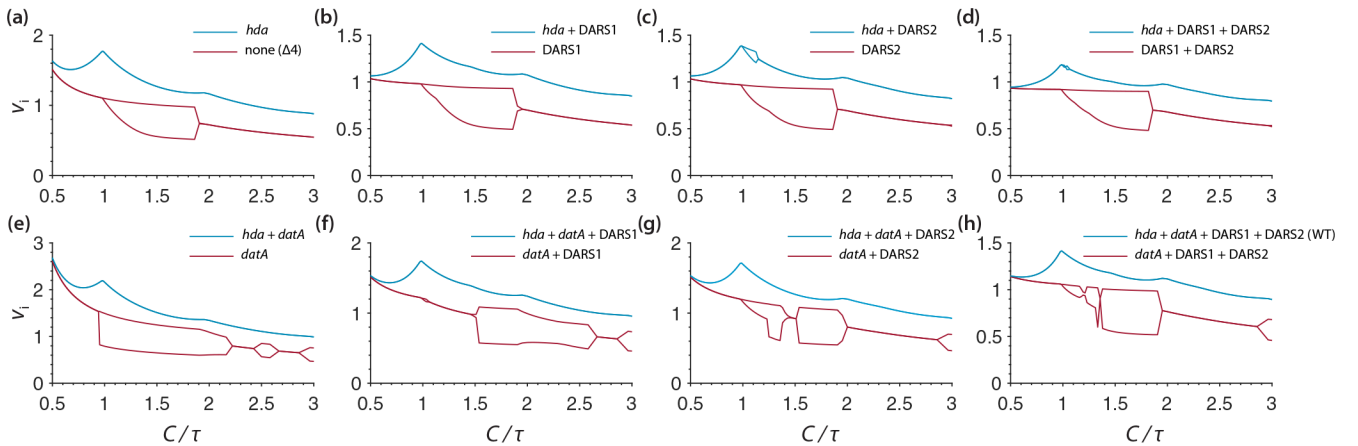 (a)
hda
none (Δ4)
2
1
0
v_i
0.5 1 1.5 2 2.5 3
(b)
hda + DARS1
DARS1
1.5
1
0.5
0
0.5 1 1.5 2 2.5 3
(c)
hda + DARS2
DARS2
1.5
1
0.5
0
0.5 1 1.5 2 2.5 3
(d)
hda + DARS1 + DARS2
DARS1 + DARS2
1.5
1
0.5
0
0.5 1 1.5 2 2.5 3
(e)
hda + datA
datA
3
2
1
0
v_i
0.5 1 1.5 2 2.5 3
C / τ
(f)
hda + datA + DARS1
datA + DARS1
2
1
0
0.5 1 1.5 2 2.5 3
C / τ
(g)
hda + datA + DARS2
datA + DARS2
2
1
0
0.5 1 1.5 2 2.5 3
C / τ
(h)
hda + datA + DARS1 + DARS2 (WT)
datA + DARS1 + DARS2
1.5
1
0.5
0
0.5 1 1.5 2 2.5 3
C / τ